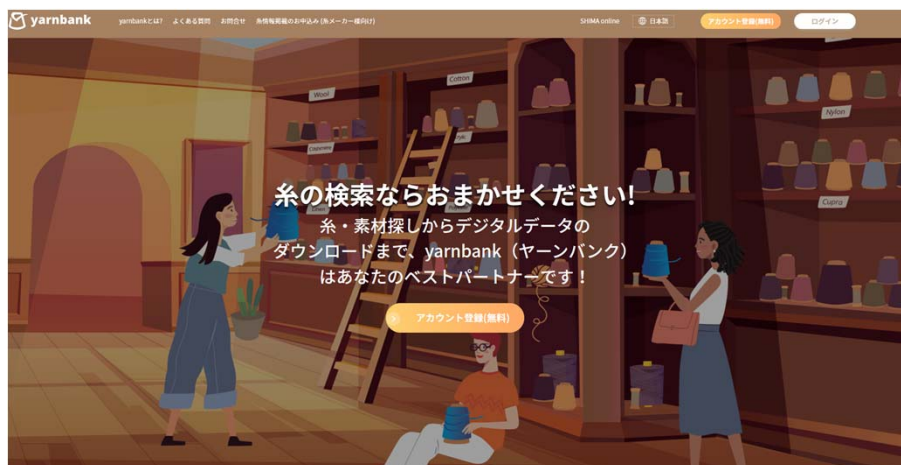 yarnbank
yarnbankとは? よくある質問 お問合せ 糸情報掲載のお申込み (糸メーカー様向け)
SHIMA online 日本語 アカウント登録(無料) ログイン
Wool
Cotton
Nylon
Cupra
糸の検索ならおまかせください!
糸・素材探しからデジタルデータの
ダウンロードまで、yarnbank（ヤーンバンク）
はあなたのベストパートナーです！
アカウント登録(無料)